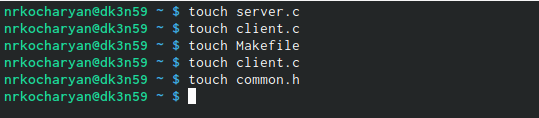 nrkocharyan@dk3n59 ~ $ touch server.c
nrkocharyan@dk3n59 ~ $ touch client.c
nrkocharyan@dk3n59 ~ $ touch Makefile
nrkocharyan@dk3n59 ~ $ touch client.c
nrkocharyan@dk3n59 ~ $ touch common.h
nrkocharyan@dk3n59 ~ $